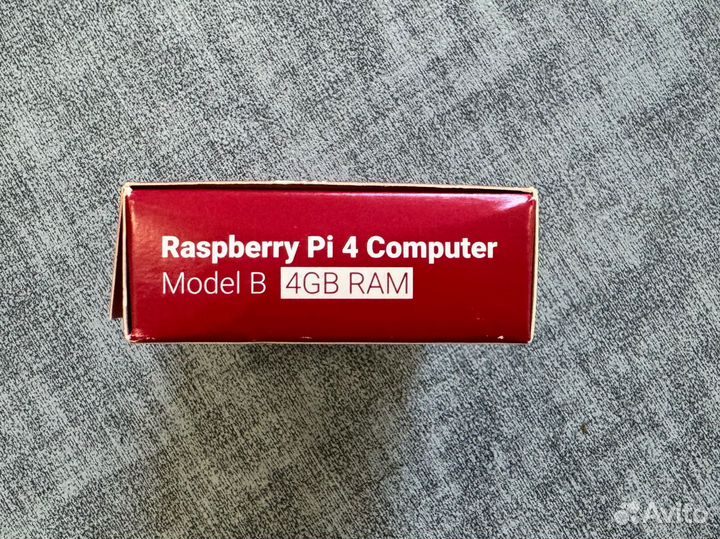 Raspberry Pi 4 Computer
Model B 4GB RAM
Avito